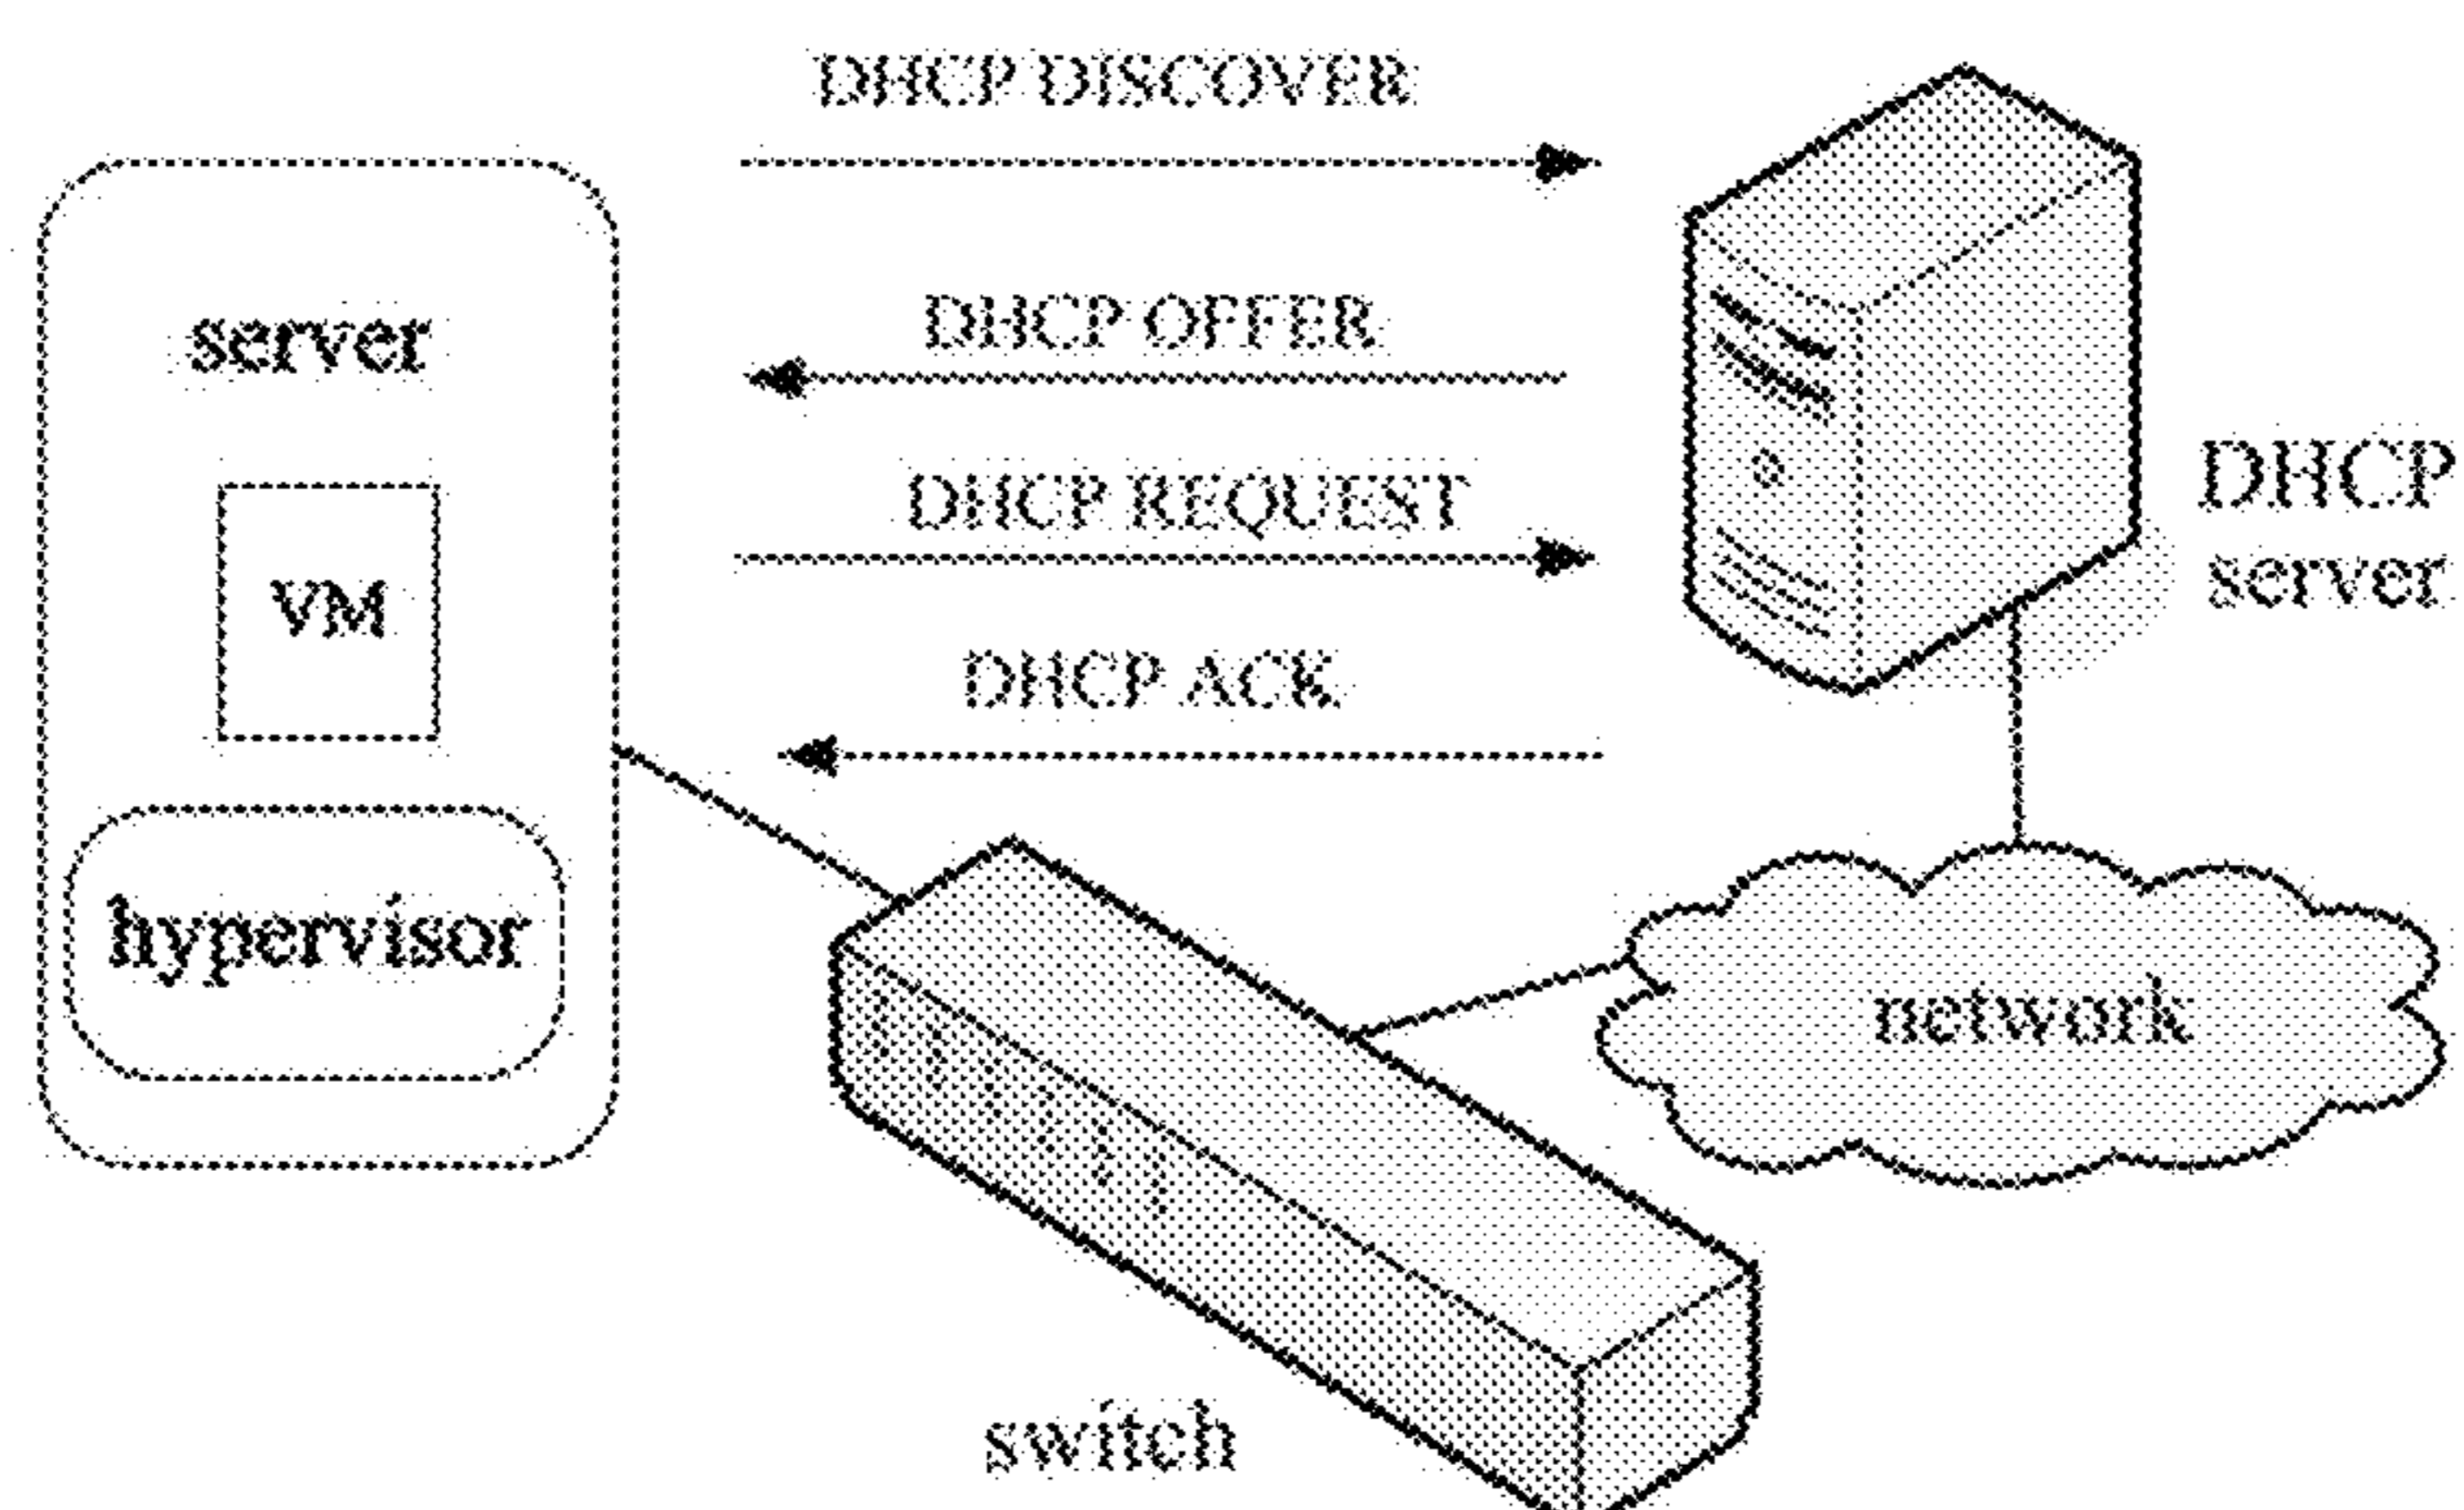 DHCP DISCOVER
server
DHCP OFFER
DHCP REQUEST
DHCP
server
VM
DHCP ACK
hypervisor
network
switch